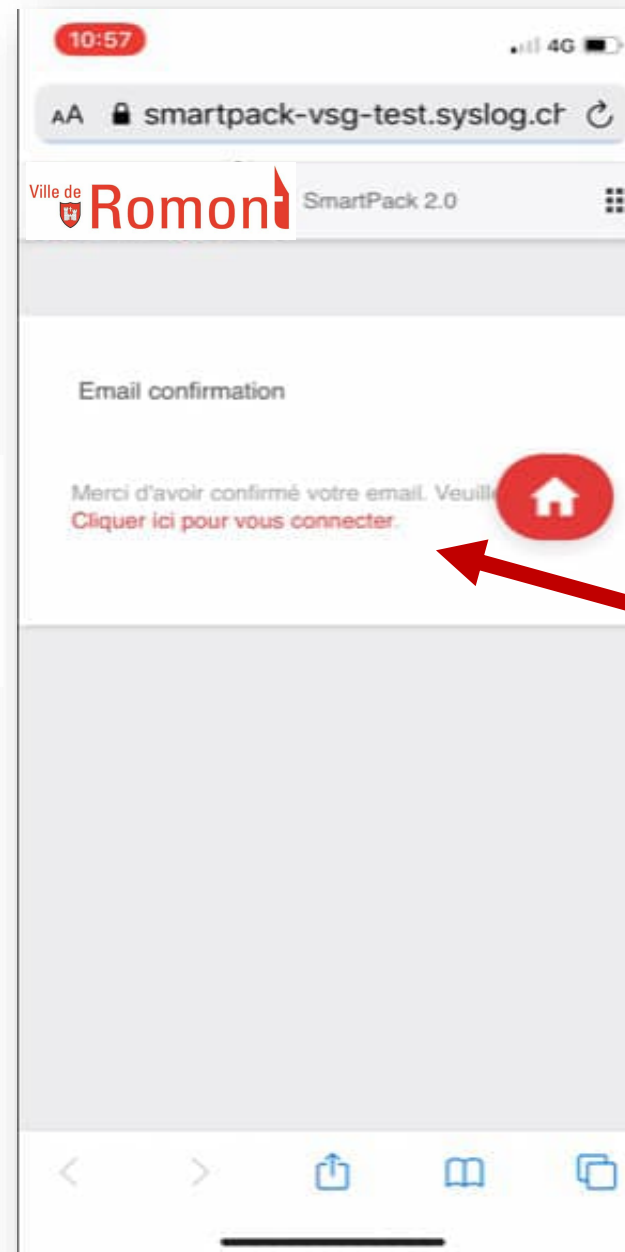 10:57
4G
AA smartpack-vsg-test.syslog.ch
Ville de
Romont
SmartPack 2.0
Email confirmation
Merci d'avoir confirmé votre email.
Cliquer ici pour vous connecter.